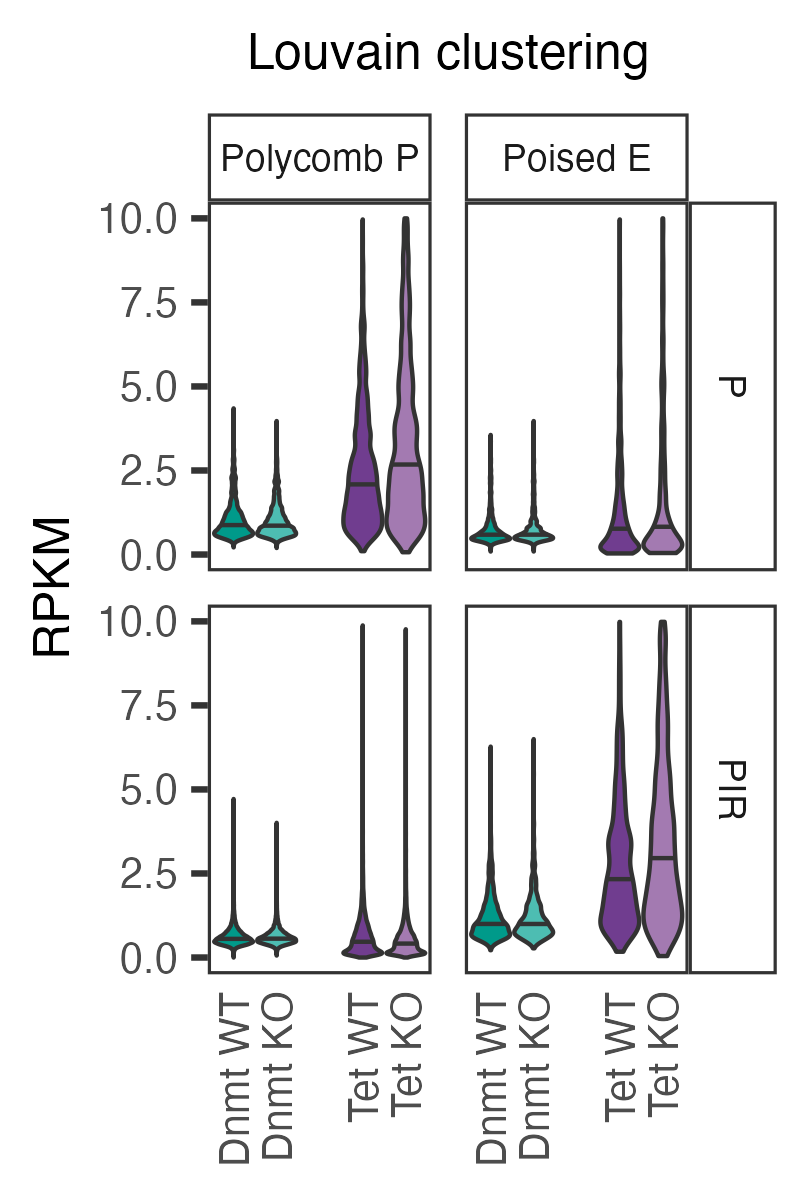 Louvain clustering
Polycomb P
Poised E
10.0
7.5
5.0
2.5
0.0
P
10.0
7.5
5.0
2.5
0.0
PIR
RPKM
Dnmt WT
Dnmt KO
Tet WT
Tet KO
Dnmt WT
Dnmt KO
Tet WT
Tet KO